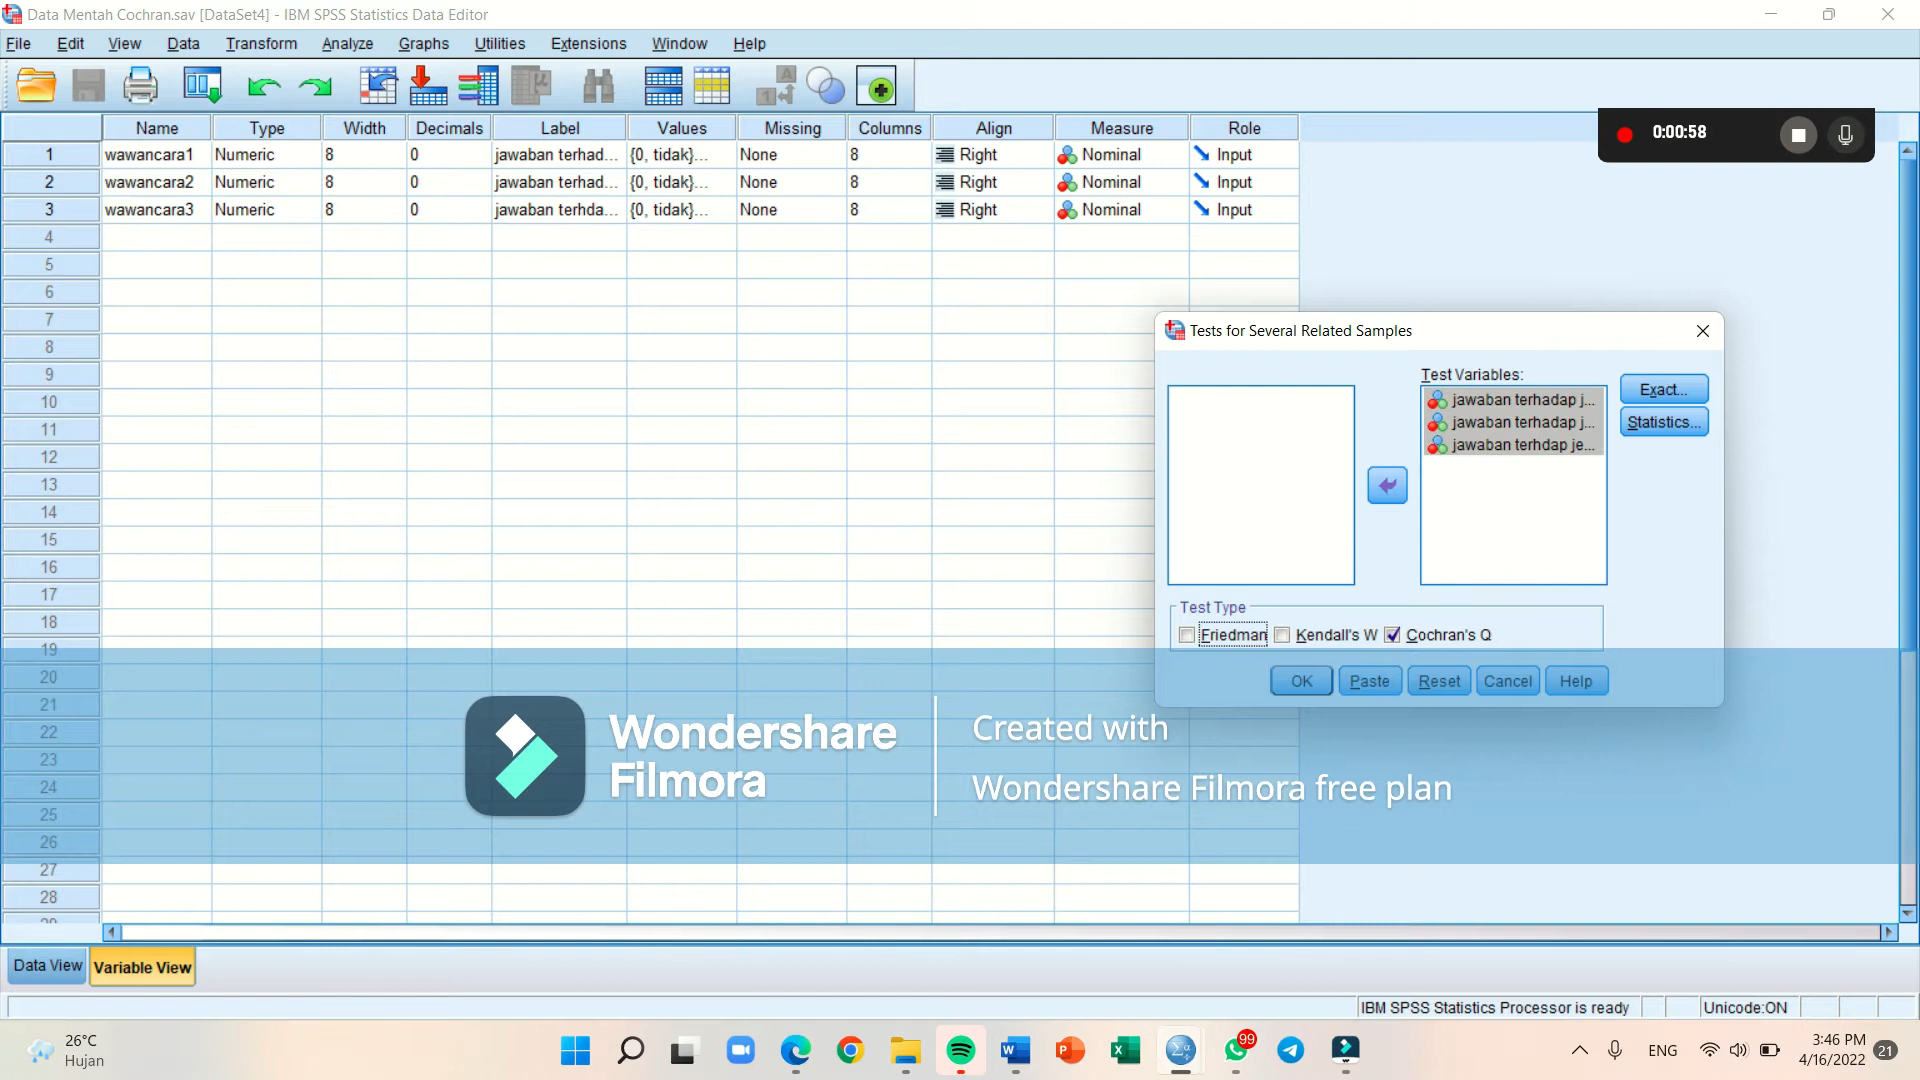 Data Mentah Cochran.sav [DataSet4] - IBM SPSS Statistics Data Editor
File Edit View Data Transform Analyze Graphs Utilities Extensions Window Help
0:00:58
Name Type Width Decimals Label Values Missing Columns Align Measure Role
1 wawancara1 Numeric 8 0 jawaban terhad... {0, tidak}... None 8 Right Nominal Input
2 wawancara2 Numeric 8 0 jawaban terhad... {0, tidak}... None 8 Right Nominal Input
3 wawancara3 Numeric 8 0 jawaban terhda... {0, tidak}... None 8 Right Nominal Input
4
5
6
7
8
9
10
11
12
13
14
15
16
17
18
19
20
21
22
23
24
25
26
27
28
29
Tests for Several Related Samples
Test Variables:
jawaban terhadap j...
jawaban terhadap j...
jawaban terhdap je...
Exact...
Statistics...
Test Type
Friedman Kendall's W Cochran's Q
OK Paste Reset Cancel Help
Wondershare
Filmora
Created with
Wondershare Filmora free plan
Data View Variable View
IBM SPSS Statistics Processor is ready Unicode:ON
26°C
Hujan
99
ENG
3:46 PM
4/16/2022
21